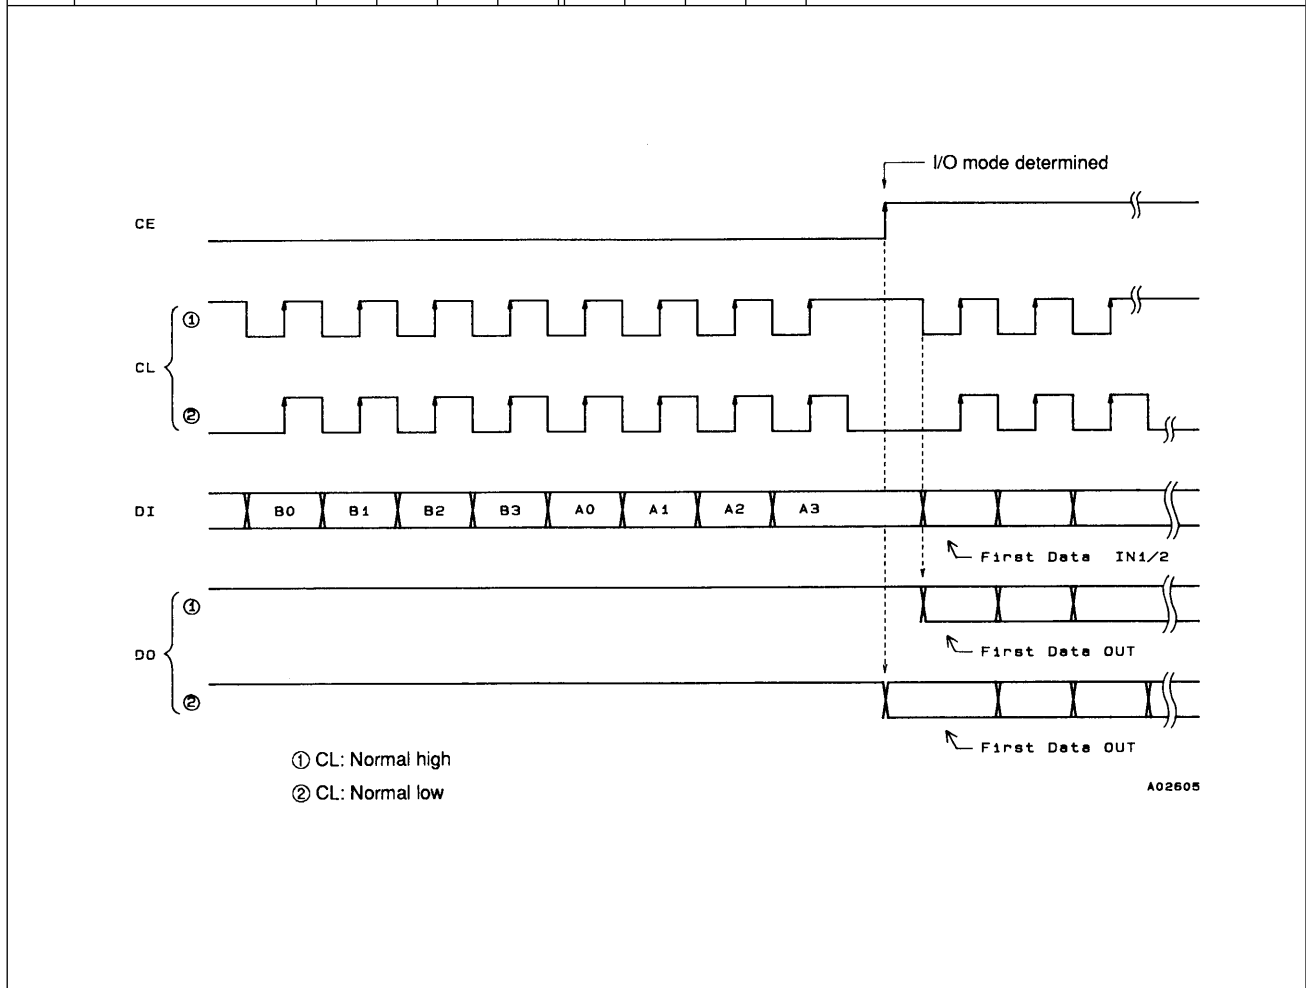 I/O mode determined
CE
①
CL
②
DI B0 B1 B2 B3 A0 A1 A2 A3
First Data IN1/2
①
First Data OUT
DO
②
First Data OUT
① CL: Normal high
② CL: Normal low
A02605